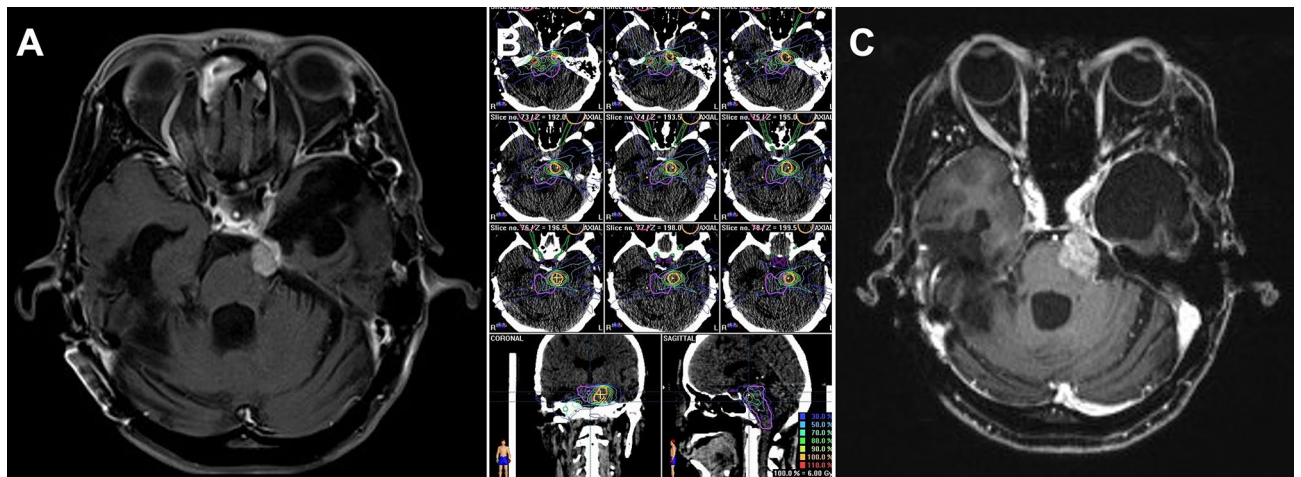 A
B
C
R L
R L
R L
Slice no. 73 / Z = 192.0 AXIAL
Slice no. 74 / Z = 193.5 AXIAL
Slice no. 75 / Z = 195.0 AXIAL
R L
R L
R L
Slice no. 76 / Z = 196.5 AXIAL
Slice no. 77 / Z = 198.0 AXIAL
Slice no. 78 / Z = 199.5 AXIAL
R L
R L
R L
CORONAL
SAGITTAL
30.0 %
50.0 %
70.0 %
80.0 %
90.0 %
100.0 %
110.0 %
100.0 % = 6.00 Gy